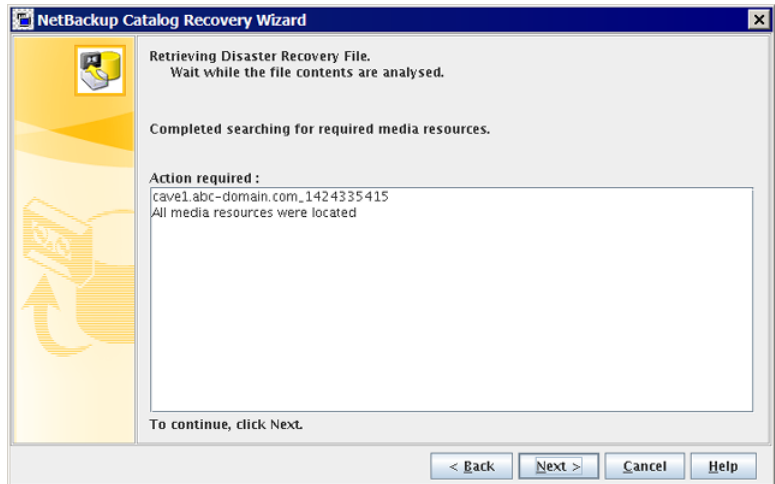 NetBackup Catalog Recovery Wizard
Retrieving Disaster Recovery File.
Wait while the file contents are analysed.
Completed searching for required media resources.
Action required :
cave1.abc-domain.com_1424335415
All media resources were located
To continue, click Next.
< Back
Next >
Cancel
Help